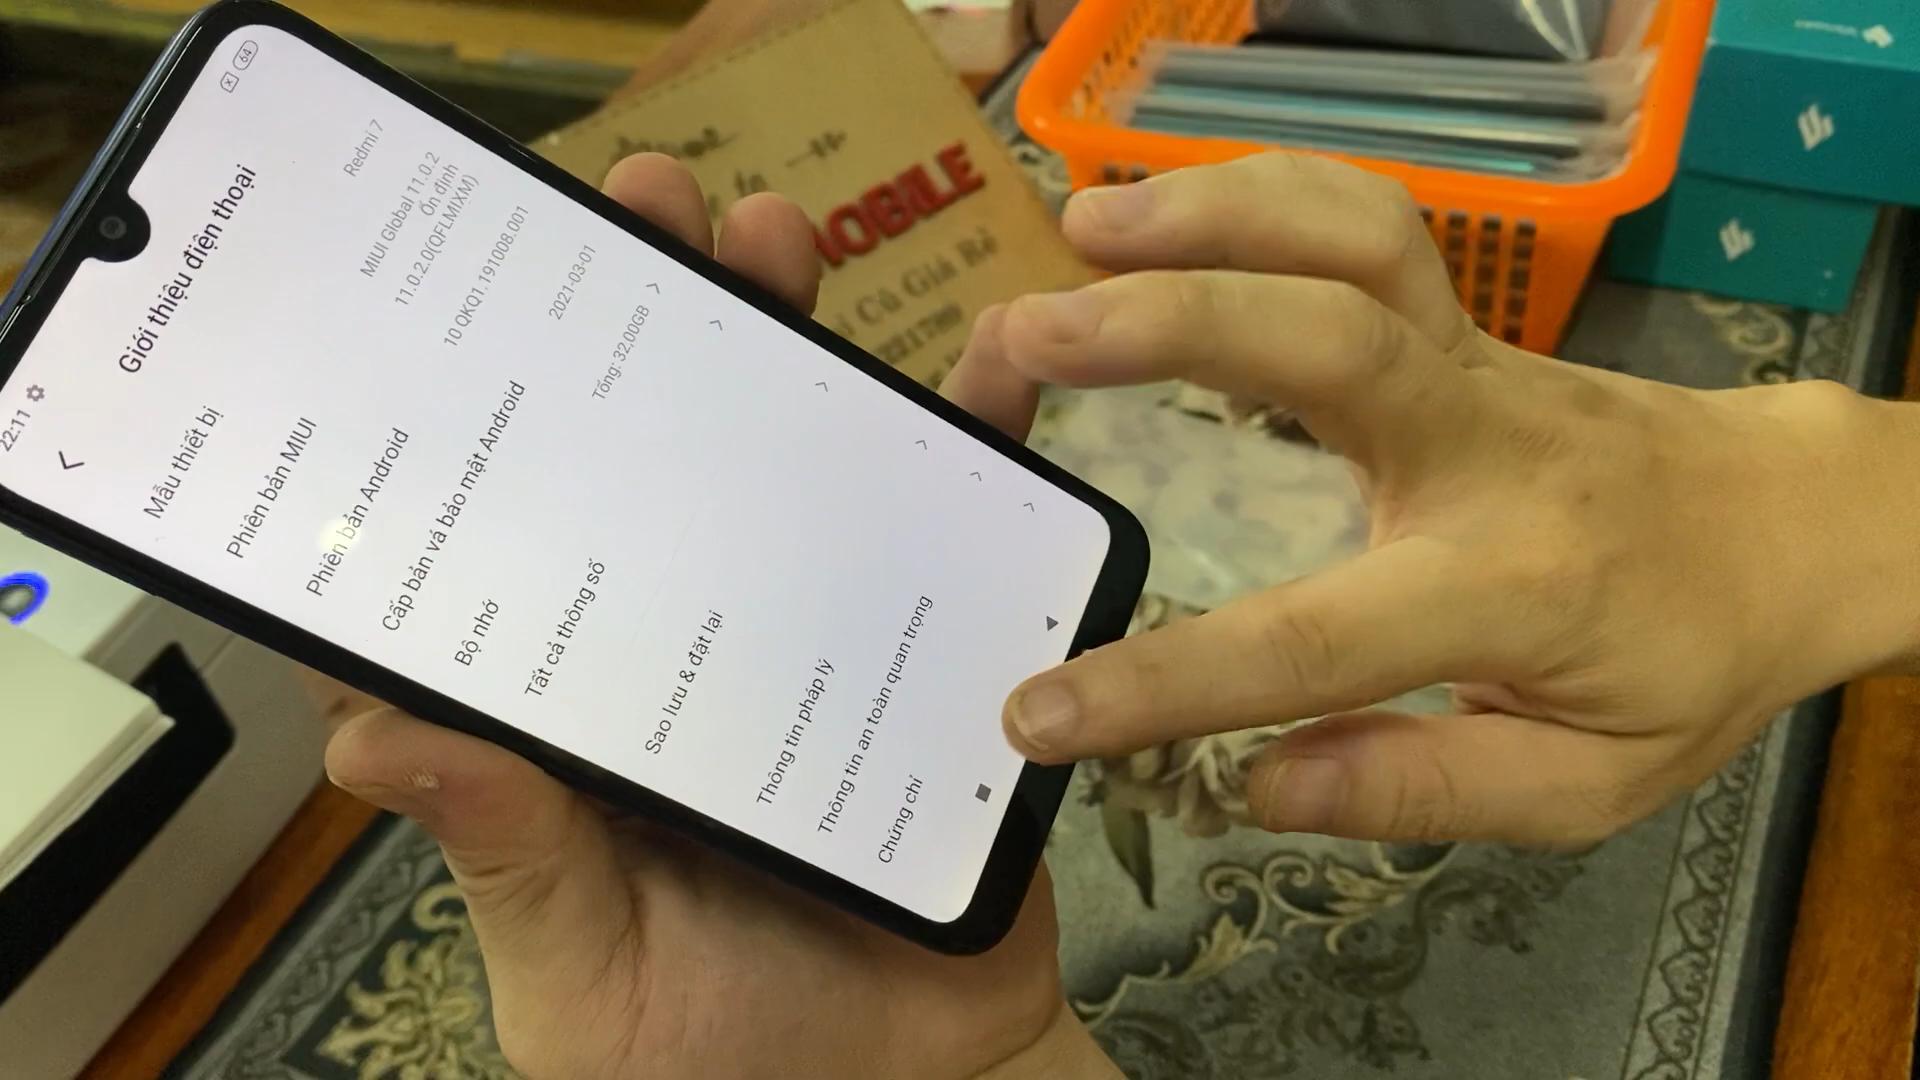 22:11
64
Giới thiệu điện thoại
Mẫu thiết bị
Redmi 7
Phiên bản MIUI
MIUI Global 11.0.2
Ổn định
11.0.2.0(QFLMIXM)
Phiên bản Android
10 QKQ1.191008.001
Cấp bản vá bảo mật Android
2021-03-01
Bộ nhớ
Tổng: 32,00GB
Tất cả thông số
Sao lưu & đặt lại
Thông tin pháp lý
Thông tin an toàn quan trọng
Chứng chỉ
MOBILE
Cũ Giá Rẻ